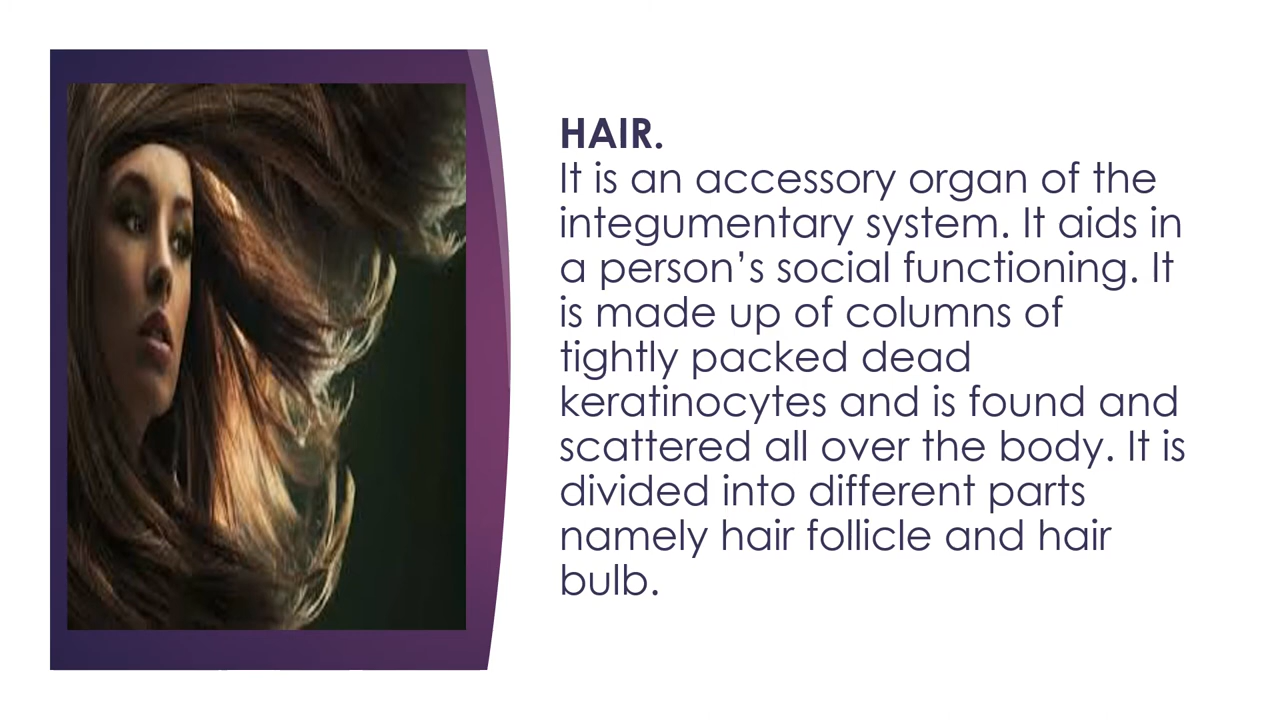 HAIR.
It is an accessory organ of the
integumentary system. It aids in
a person’s social functioning. It
is made up of columns of
tightly packed dead
keratinocytes and is found and
scattered all over the body. It is
divided into different parts
namely hair follicle and hair
bulb.